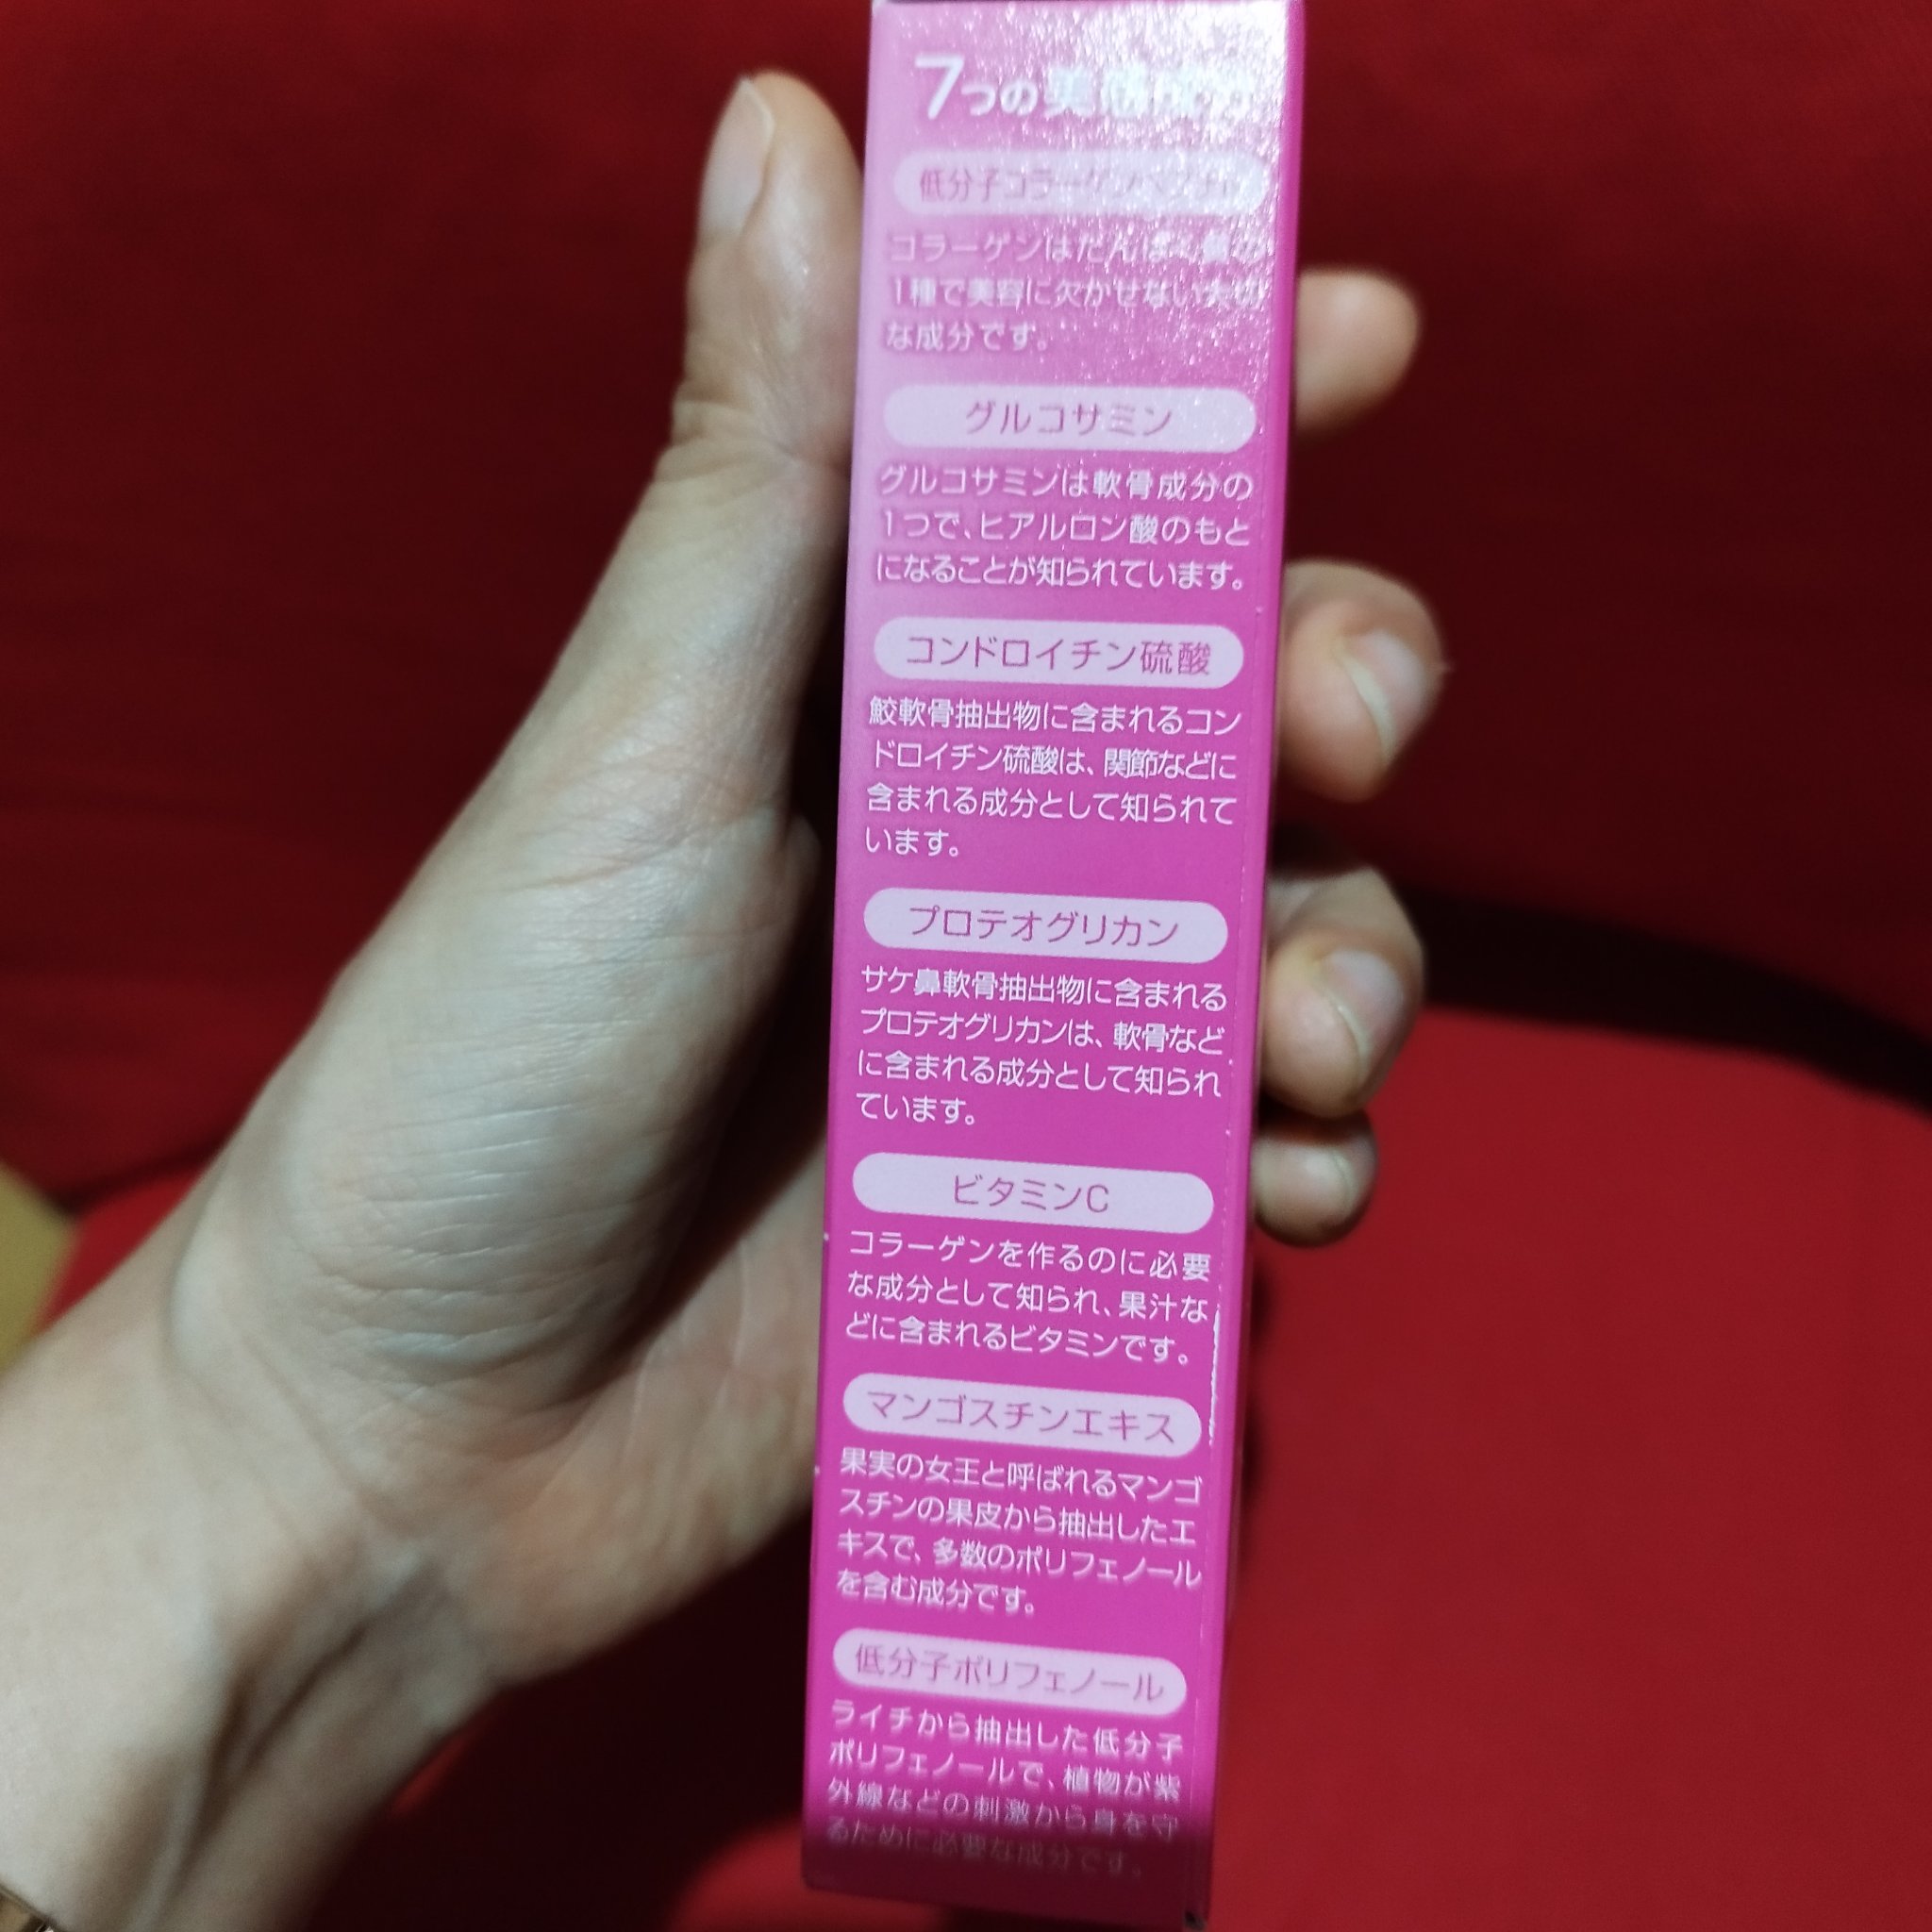 7つの美感成分
低分子コラーゲンペプチド
コラーゲンはたんぱく質の
1種で美容に欠かせない大切
な成分です。
グルコサミン
グルコサミンは軟骨成分の
1つで、ヒアルロン酸のもと
になることが知られています。
コンドロイチン硫酸
鮫軟骨抽出物に含まれるコン
ドロイチン硫酸は、関節などに
含まれる成分として知られて
います。
プロテオグリカン
サケ鼻軟骨抽出物に含まれる
プロテオグリカンは、軟骨など
に含まれる成分として知られ
ています。
ビタミンC
コラーゲンを作るのに必要
な成分として知られ、果汁な
どに含まれるビタミンです。
マンゴスチンエキス
果実の女王と呼ばれるマンゴ
スチンの果皮から抽出したエ
キスで、多数のポリフェノール
を含む成分です。
低分子ポリフェノール
ライチから抽出した低分子
ポリフェノールで、植物が紫
外線などの刺激から身を守
るために必要な成分です。